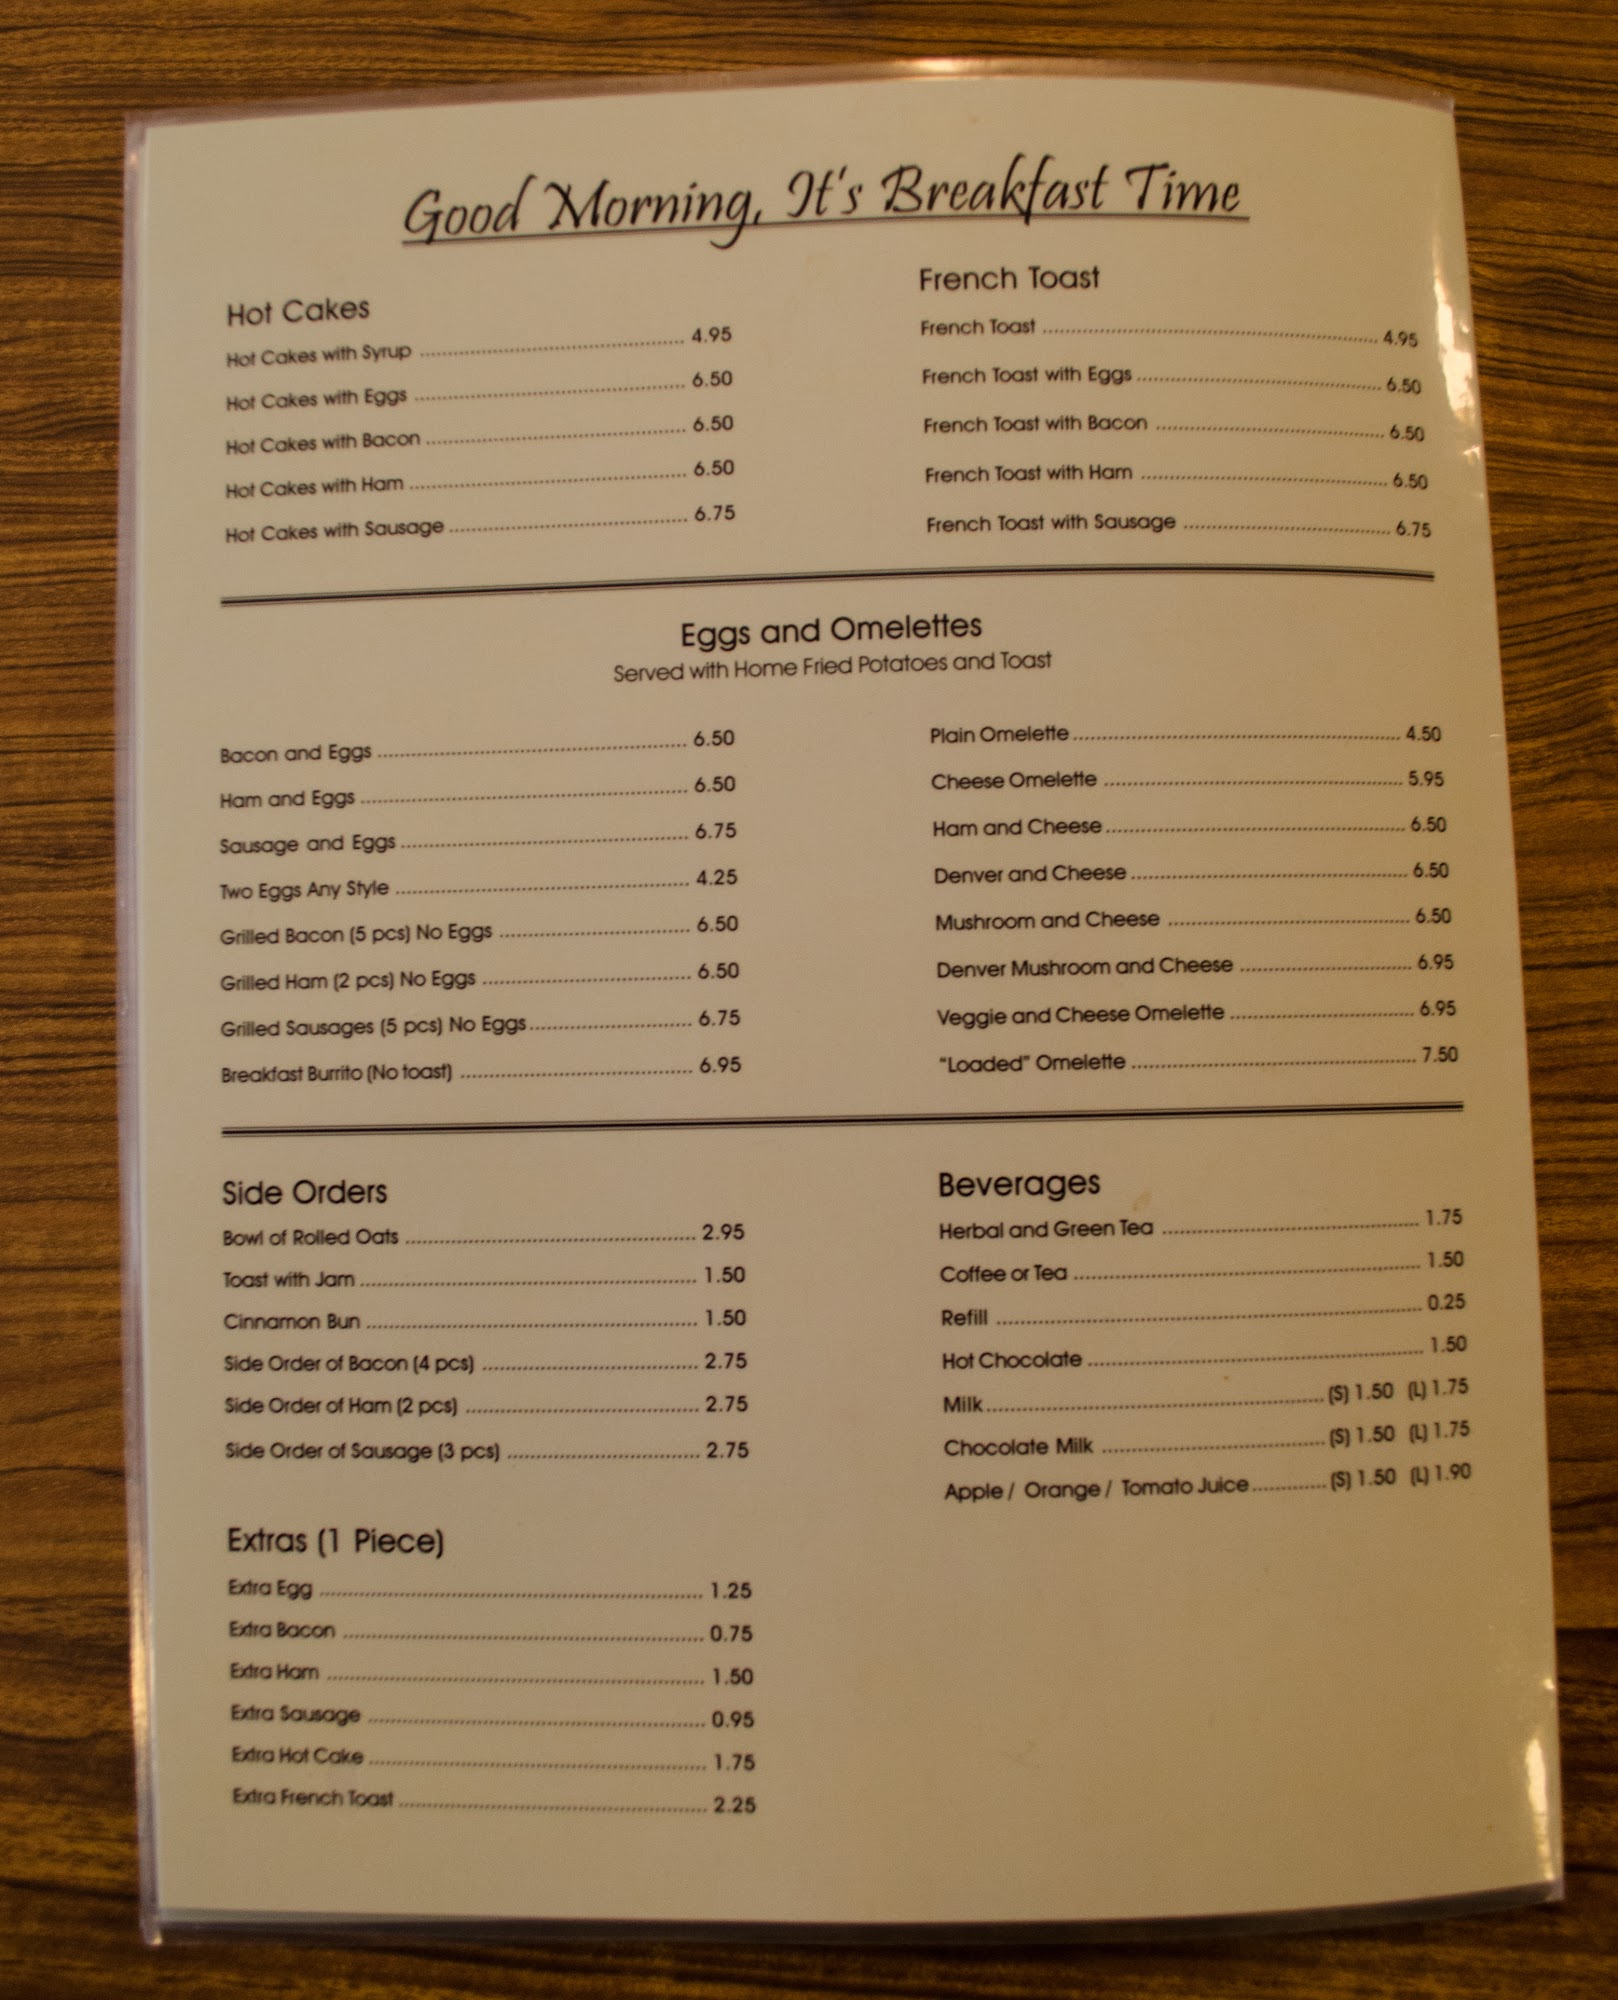 Good Morning, It's Breakfast Time
Hot Cakes
Hot Cakes with Syrup 4.95
Hot Cakes with Eggs 6.50
Hot Cakes with Bacon 6.50
Hot Cakes with Ham 6.50
Hot Cakes with Sausage 6.75
French Toast
French Toast 4.95
French Toast with Eggs 6.50
French Toast with Bacon 6.50
French Toast with Ham 6.50
French Toast with Sausage 6.75
Eggs and Omelettes
Served with Home Fried Potatoes and Toast
Bacon and Eggs 6.50
Ham and Eggs 6.50
Sausage and Eggs 6.75
Two Eggs Any Style 4.25
Grilled Bacon (5 pcs) No Eggs 6.50
Grilled Ham (2 pcs) No Eggs 6.50
Grilled Sausages (5 pcs) No Eggs 6.75
Breakfast Burrito (No toast) 6.95
Plain Omelette 4.50
Cheese Omelette 5.95
Ham and Cheese 6.50
Denver and Cheese 6.50
Mushroom and Cheese 6.50
Denver Mushroom and Cheese 6.95
Veggie and Cheese Omelette 6.95
“Loaded” Omelette 7.50
Side Orders
Bowl of Rolled Oats 2.95
Toast with Jam 1.50
Cinnamon Bun 1.50
Side Order of Bacon (4 pcs) 2.75
Side Order of Ham (2 pcs) 2.75
Side Order of Sausage (3 pcs) 2.75
Extras (1 Piece)
Extra Egg 1.25
Extra Bacon 0.75
Extra Ham 1.50
Extra Sausage 0.95
Extra Hot Cake 1.75
Extra French Toast 2.25
Beverages
Herbal and Green Tea 1.75
Coffee or Tea 1.50
Refill 0.25
Hot Chocolate 1.50
Milk (S) 1.50 (L) 1.75
Chocolate Milk (S) 1.50 (L) 1.75
Apple / Orange / Tomato Juice (S) 1.50 (L) 1.90